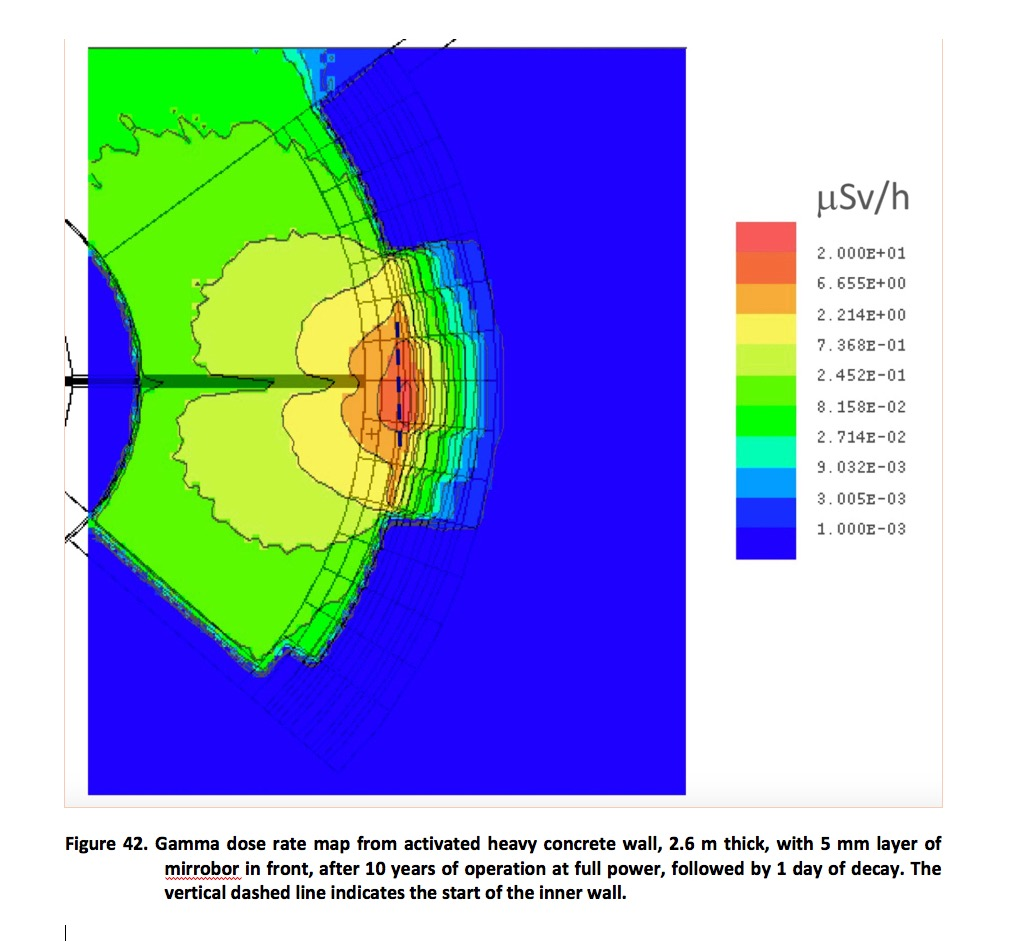 μSv/h
2.000E+01
6.655E+00
2.214E+00
7.368E-01
2.452E-01
8.158E-02
2.714E-02
9.032E-03
3.005E-03
1.000E-03
Figure 42. Gamma dose rate map from activated heavy concrete wall, 2.6 m thick, with 5 mm layer of
mirrobor in front, after 10 years of operation at full power, followed by 1 day of decay. The
vertical dashed line indicates the start of the inner wall.